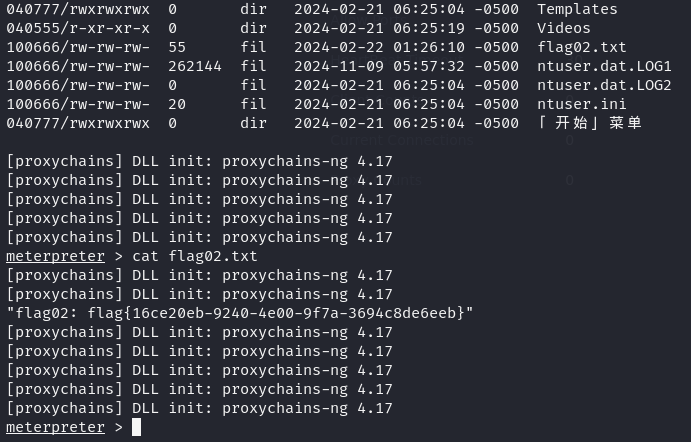 040777/rwxrwxrwx  0       dir  2024-02-21 06:25:04 -0500  Templates
040555/r-xr-xr-x  0       dir  2024-02-21 06:25:19 -0500  Videos
100666/rw-rw-rw-  55      fil  2024-02-22 01:26:10 -0500  flag02.txt
100666/rw-rw-rw-  262144  fil  2024-11-09 05:57:32 -0500  ntuser.dat.LOG1
100666/rw-rw-rw-  0       fil  2024-02-21 06:25:04 -0500  ntuser.dat.LOG2
100666/rw-rw-rw-  20      fil  2024-02-21 06:25:04 -0500  ntuser.ini
040777/rwxrwxrwx  0       dir  2024-02-21 06:25:04 -0500  「开始」菜单
Current Connections 0
[proxychains] DLL init: proxychains-ng 4.17
[proxychains] DLL init: proxychains-ng 4.17
[proxychains] DLL init: proxychains-ng 4.17
[proxychains] DLL init: proxychains-ng 4.17
[proxychains] DLL init: proxychains-ng 4.17
meterpreter > cat flag02.txt
[proxychains] DLL init: proxychains-ng 4.17
[proxychains] DLL init: proxychains-ng 4.17
"flag02: flag{16ce20eb-9240-4e00-9f7a-3694c8de6eeb}"
[proxychains] DLL init: proxychains-ng 4.17
[proxychains] DLL init: proxychains-ng 4.17
[proxychains] DLL init: proxychains-ng 4.17
[proxychains] DLL init: proxychains-ng 4.17
[proxychains] DLL init: proxychains-ng 4.17
meterpreter >